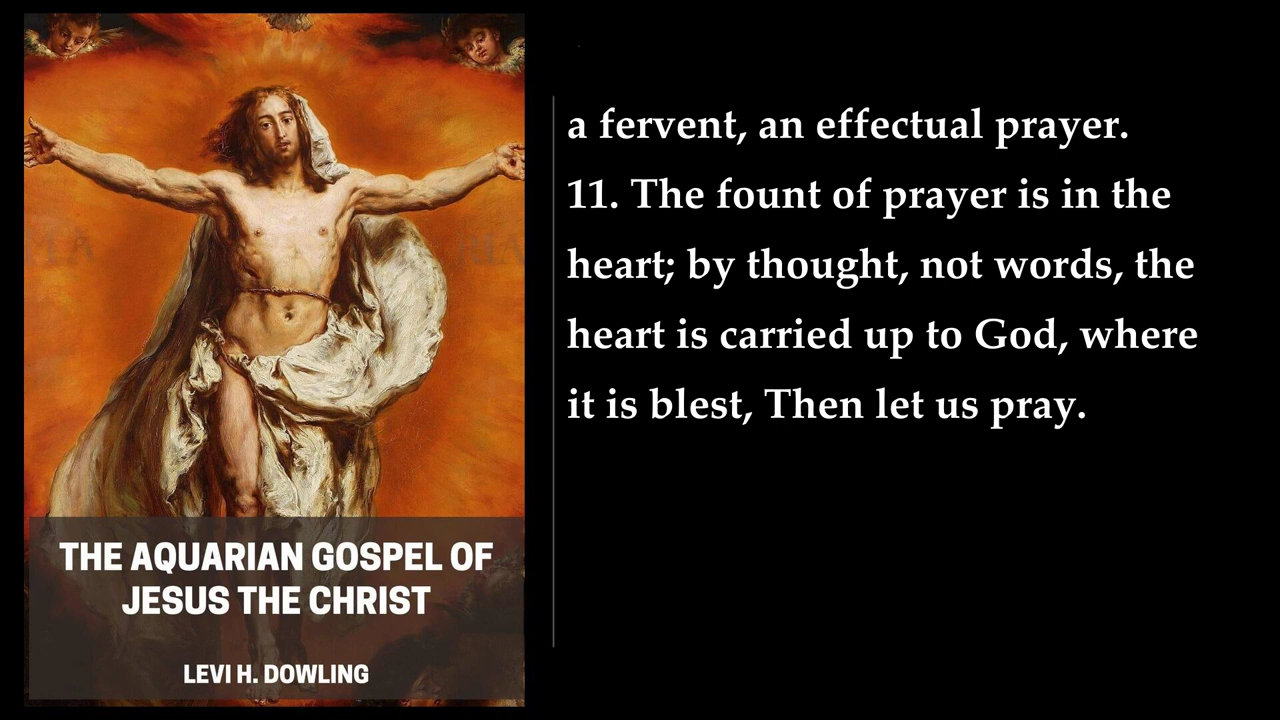 THE AQUARIAN GOSPEL OF
JESUS THE CHRIST
LEVI H. DOWLING
a fervent, an effectual prayer.
11. The fount of prayer is in the
heart; by thought, not words, the
heart is carried up to God, where
it is blest, Then let us pray.